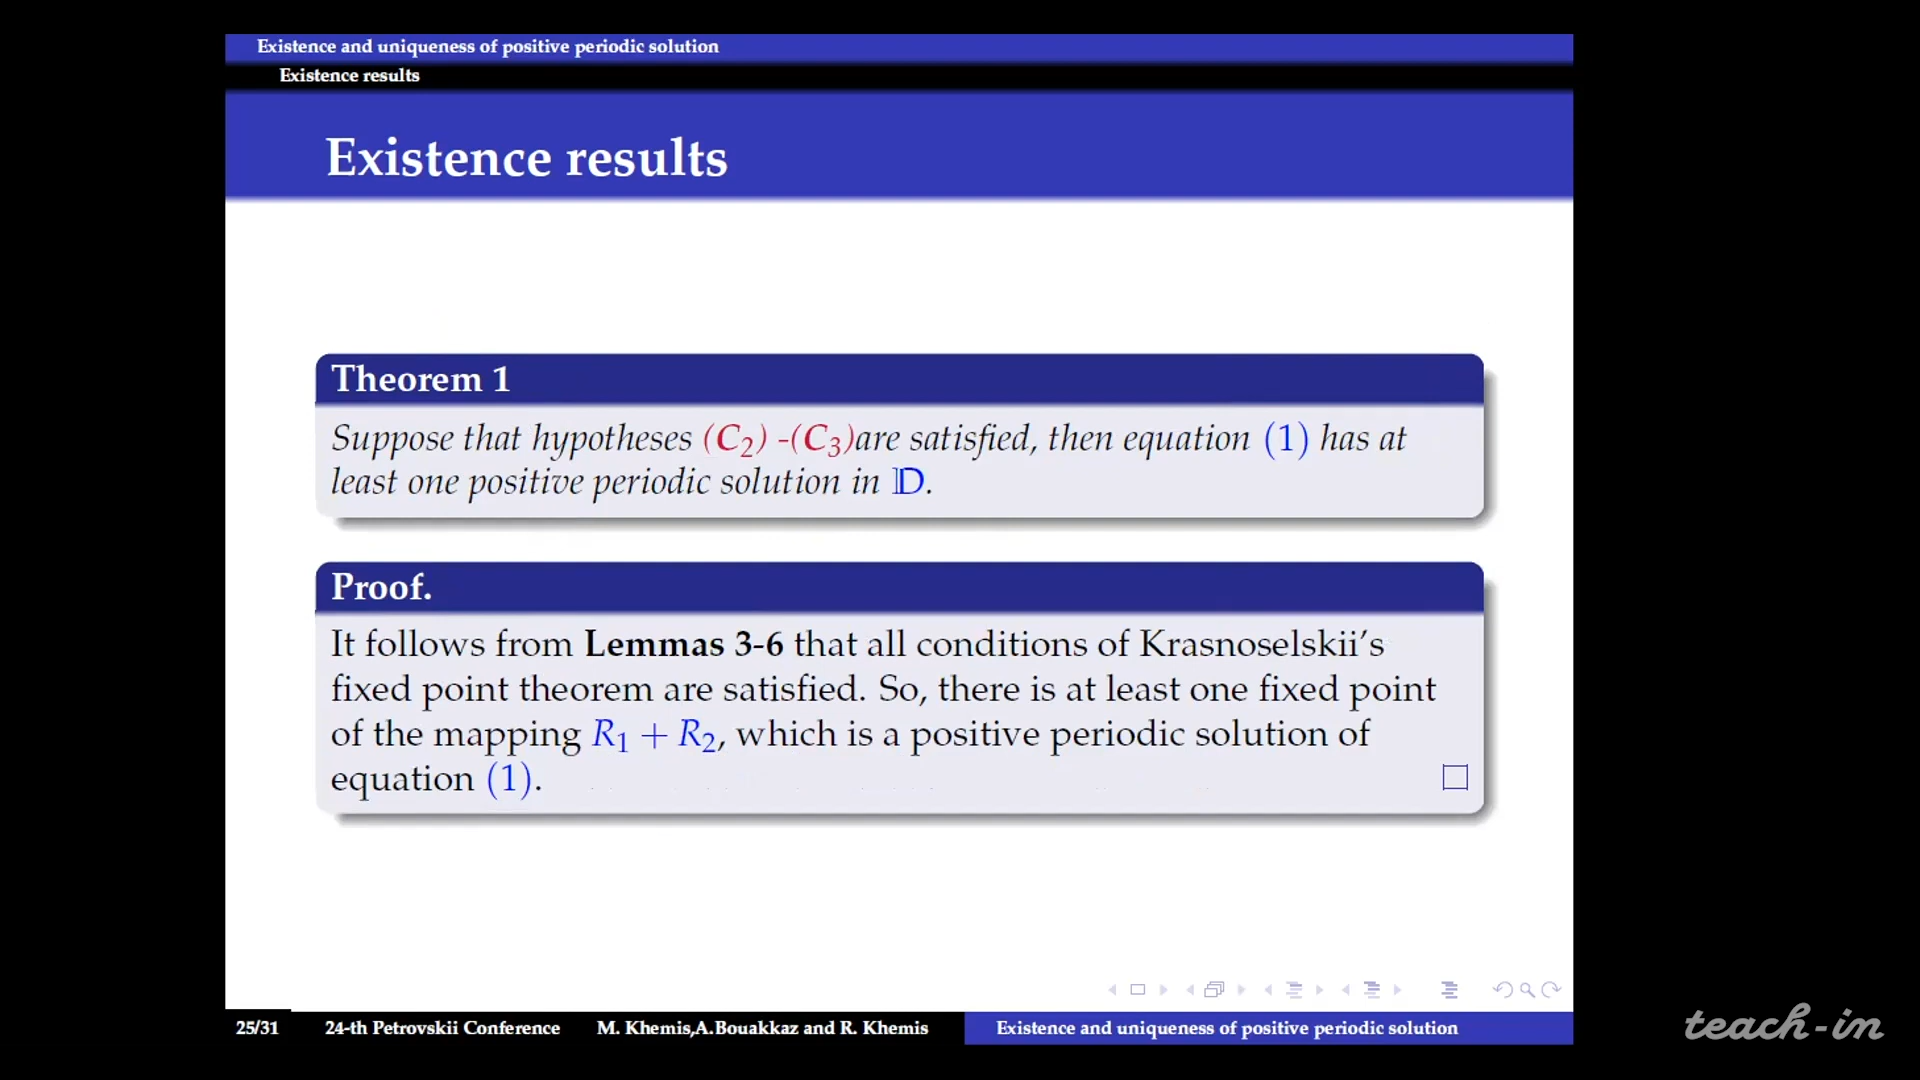 Existence and uniqueness of positive periodic solution
Existence results
Existence results
Theorem 1
Suppose that hypotheses (C₂) -(C₃)are satisfied, then equation (1) has at
least one positive periodic solution in 𝔻.
Proof.
It follows from Lemmas 3-6 that all conditions of Krasnoselskii's
fixed point theorem are satisfied. So, there is at least one fixed point
of the mapping R₁ + R₂, which is a positive periodic solution of
equation (1). □
25/31 24-th Petrovskii Conference M. Khemis,A.Bouakkaz and R. Khemis Existence and uniqueness of positive periodic solution
teach-in